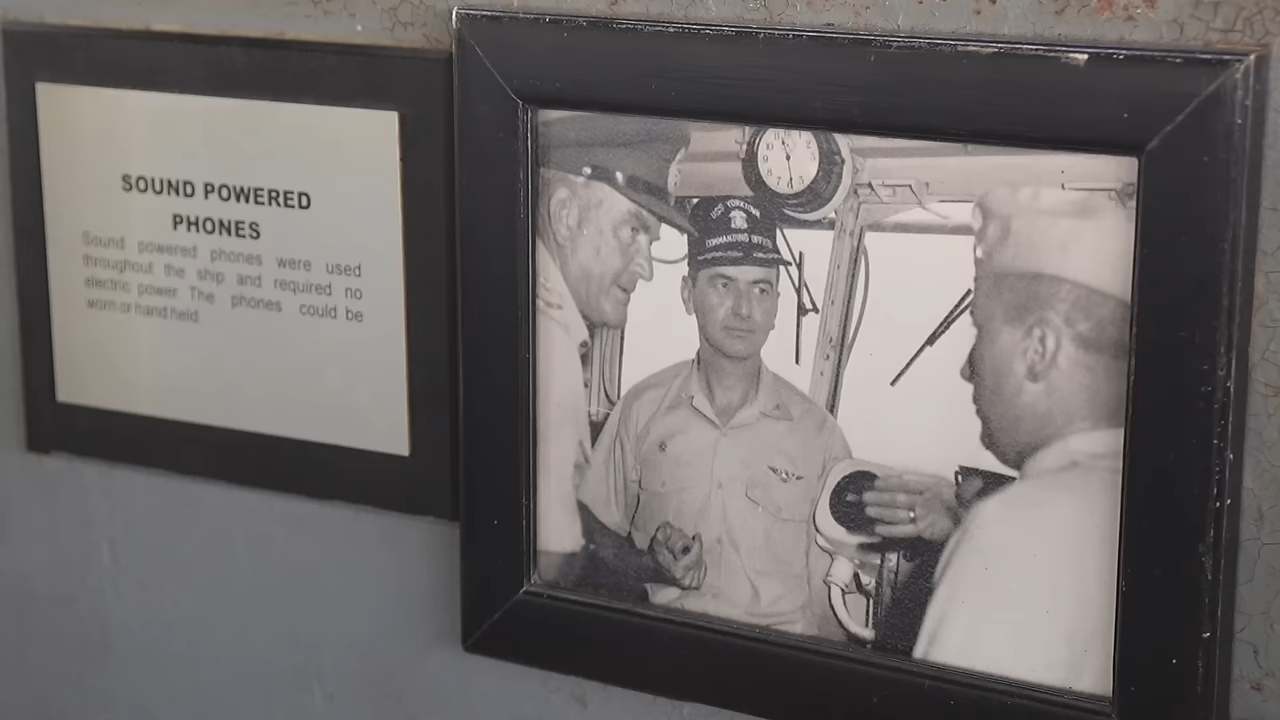 SOUND POWERED
PHONES
Sound powered phones were used
throughout the ship and required no
electric power. The phones could be
worn or hand held.
USS YORKTOWN
COMMANDING OFFICER